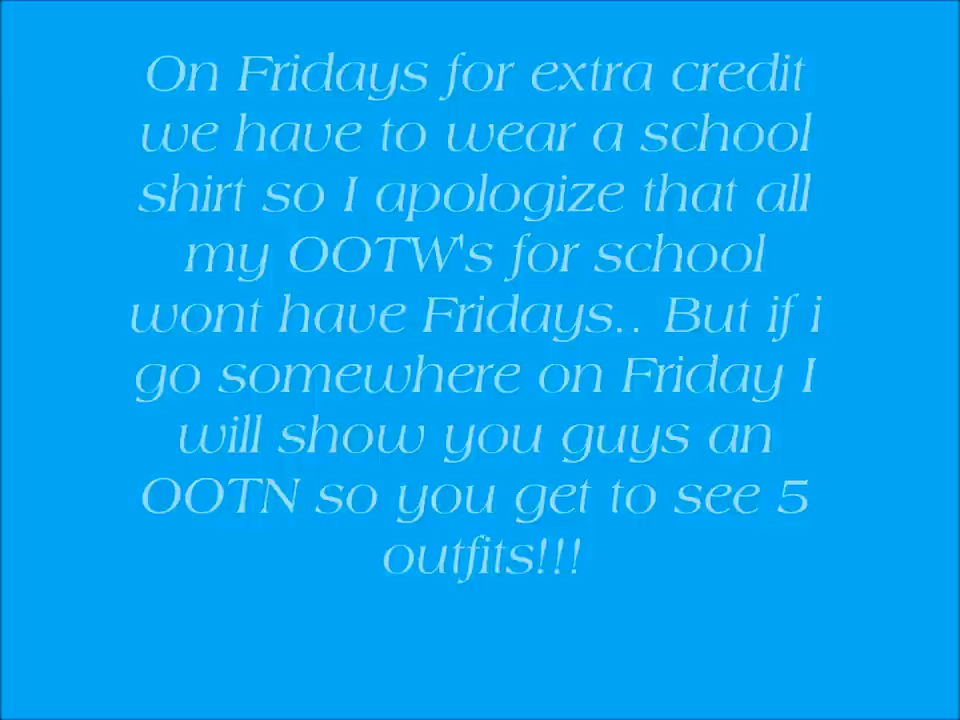 On Fridays for extra credit
we have to wear a school
shirt so I apologize that all
my OOTW's for school
wont have Fridays.. But if i
go somewhere on Friday I
will show you guys an
OOTN so you get to see 5
outfits!!!